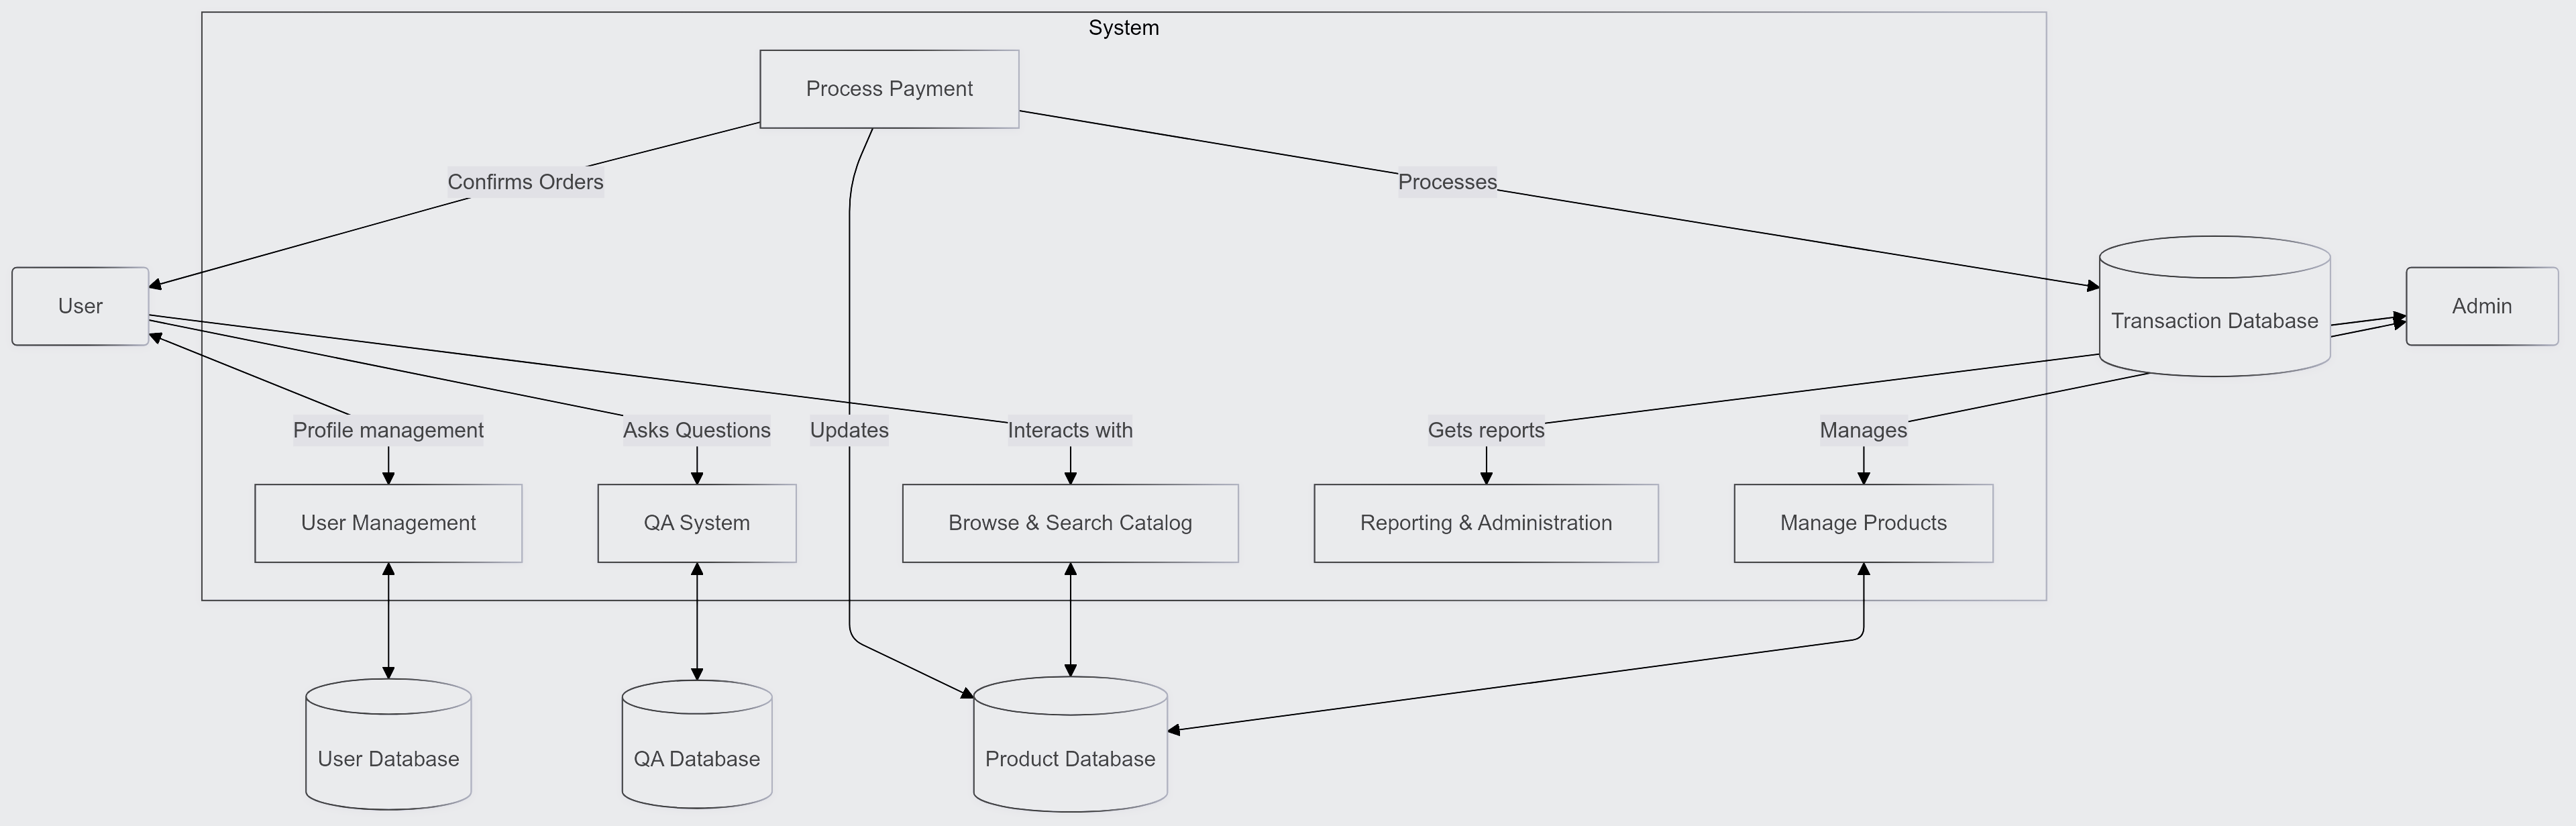 System
Process Payment
Confirms Orders
Processes
User
Transaction Database
Admin
Profile management
Asks Questions
Updates
Interacts with
Gets reports
Manages
User Management
QA System
Browse & Search Catalog
Reporting & Administration
Manage Products
User Database
QA Database
Product Database